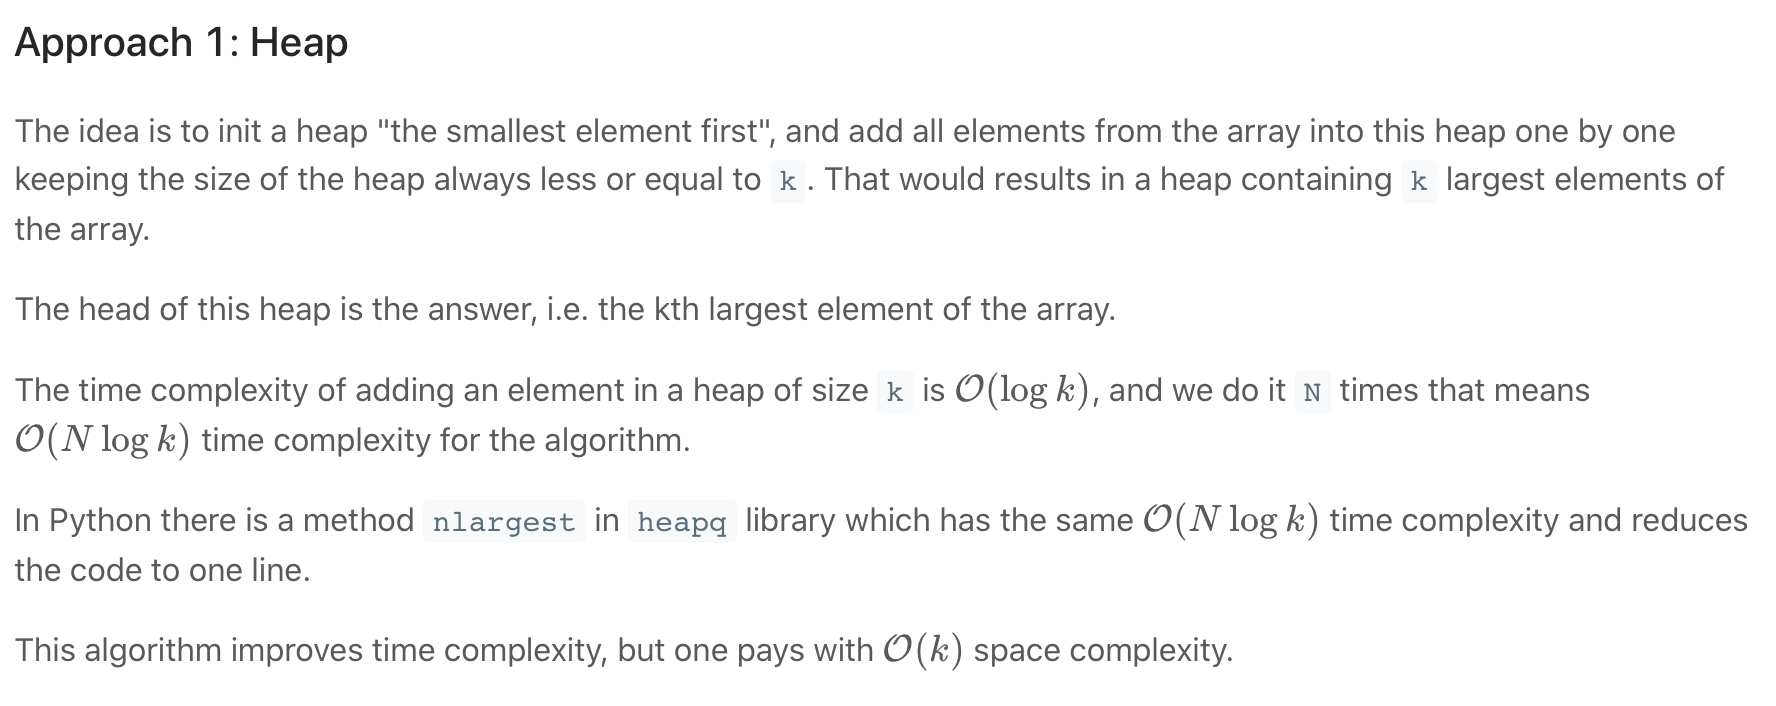 Approach 1: Heap
The idea is to init a heap "the smallest element first", and add all elements from the array into this heap one by one
keeping the size of the heap always less or equal to k . That would results in a heap containing k largest elements of
the array.
The head of this heap is the answer, i.e. the kth largest element of the array.
The time complexity of adding an element in a heap of size k is 𝒪(log k), and we do it N times that means
𝒪(N log k) time complexity for the algorithm.
In Python there is a method nlargest in heapq library which has the same 𝒪(N log k) time complexity and reduces
the code to one line.
This algorithm improves time complexity, but one pays with 𝒪(k) space complexity.